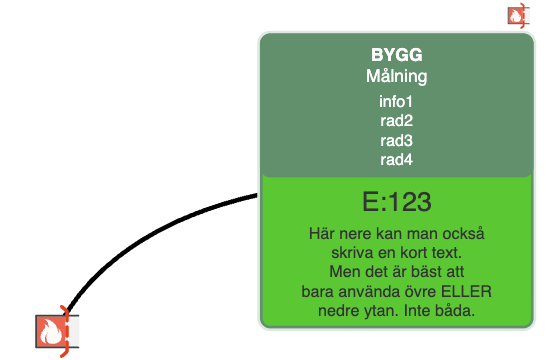 BYGG
Målning
info1
rad2
rad3
rad4
E:123
Här nere kan man också
skriva en kort text.
Men det är bäst att
bara använda övre ELLER
nedre ytan. Inte båda.